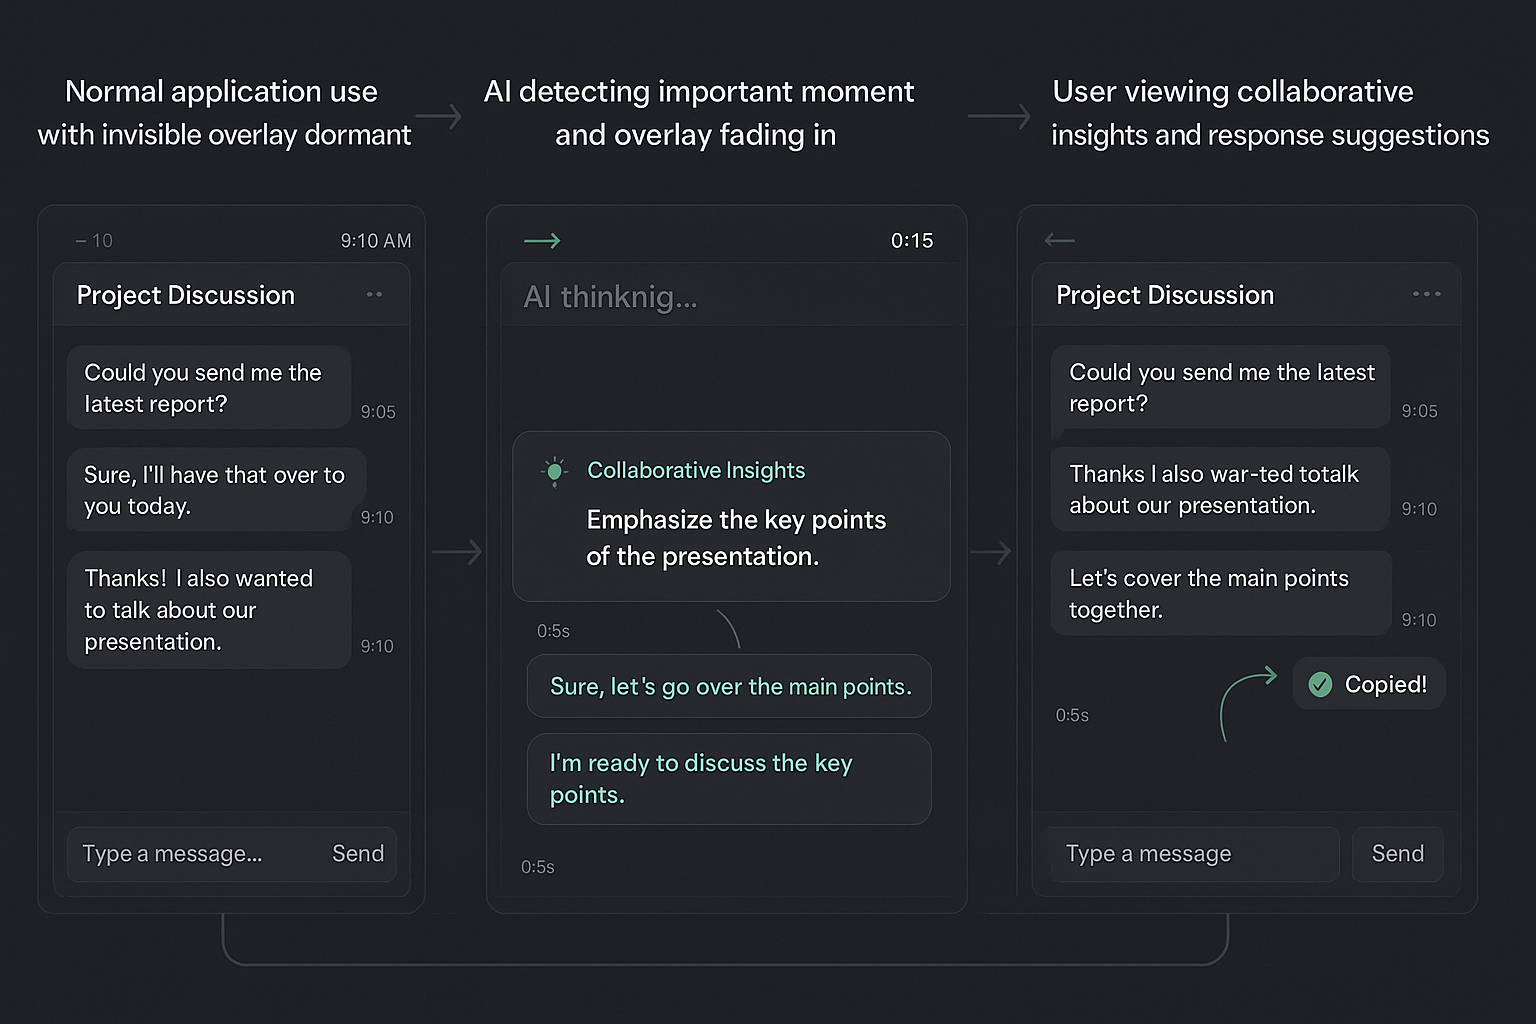 Normal application use
with invisible overlay dormant
AI detecting important moment
and overlay fading in
User viewing collaborative
insights and response suggestions
– 10
9:10 AM
Project Discussion
Could you send me the
latest report?
9:05
Sure, I'll have that over to
you today.
9:10
Thanks! I also wanted
to talk about our
presentation.
9:10
Type a message...
Send
0:15
AI thinknig...
Collaborative Insights
Emphasize the key points
of the presentation.
0:5s
Sure, let's go over the main points.
I'm ready to discuss the key
points.
0:5s
Project Discussion
Could you send me the latest
report?
9:05
Thanks I also war-ted totalk
about our presentation.
9:10
Let's cover the main points
together.
9:10
Copied!
0:5s
Type a message
Send